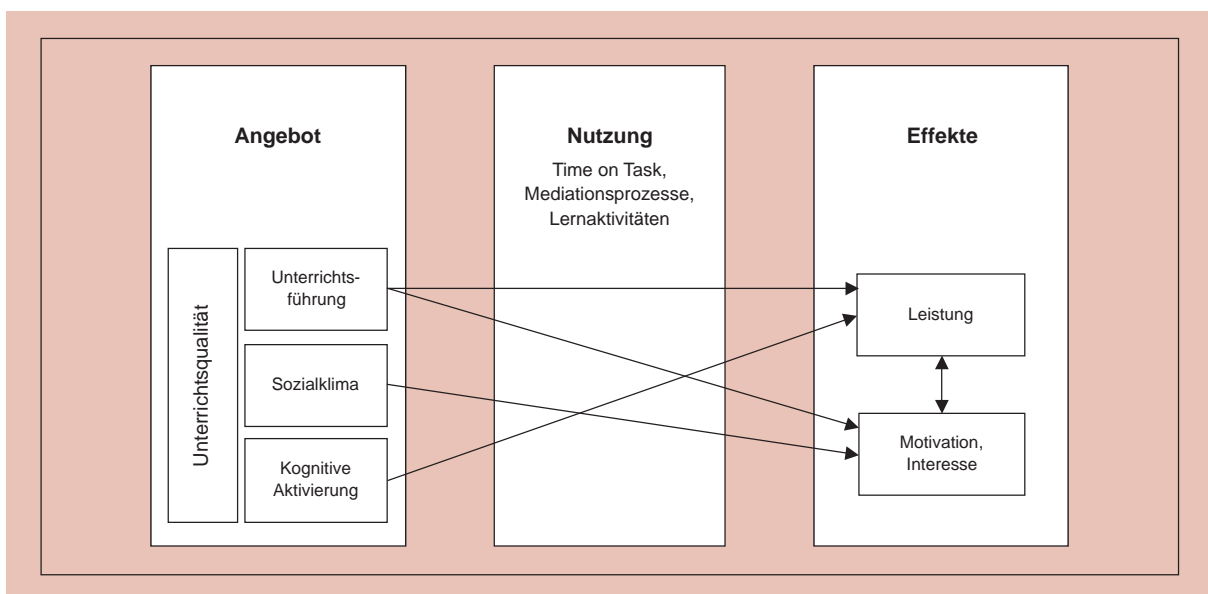 Angebot
Unterrichtsqualität
Unterrichts-
führung
Sozialklima
Kognitive
Aktivierung
Nutzung
Time on Task,
Mediationsprozesse,
Lernaktivitäten
Effekte
Leistung
Motivation,
Interesse